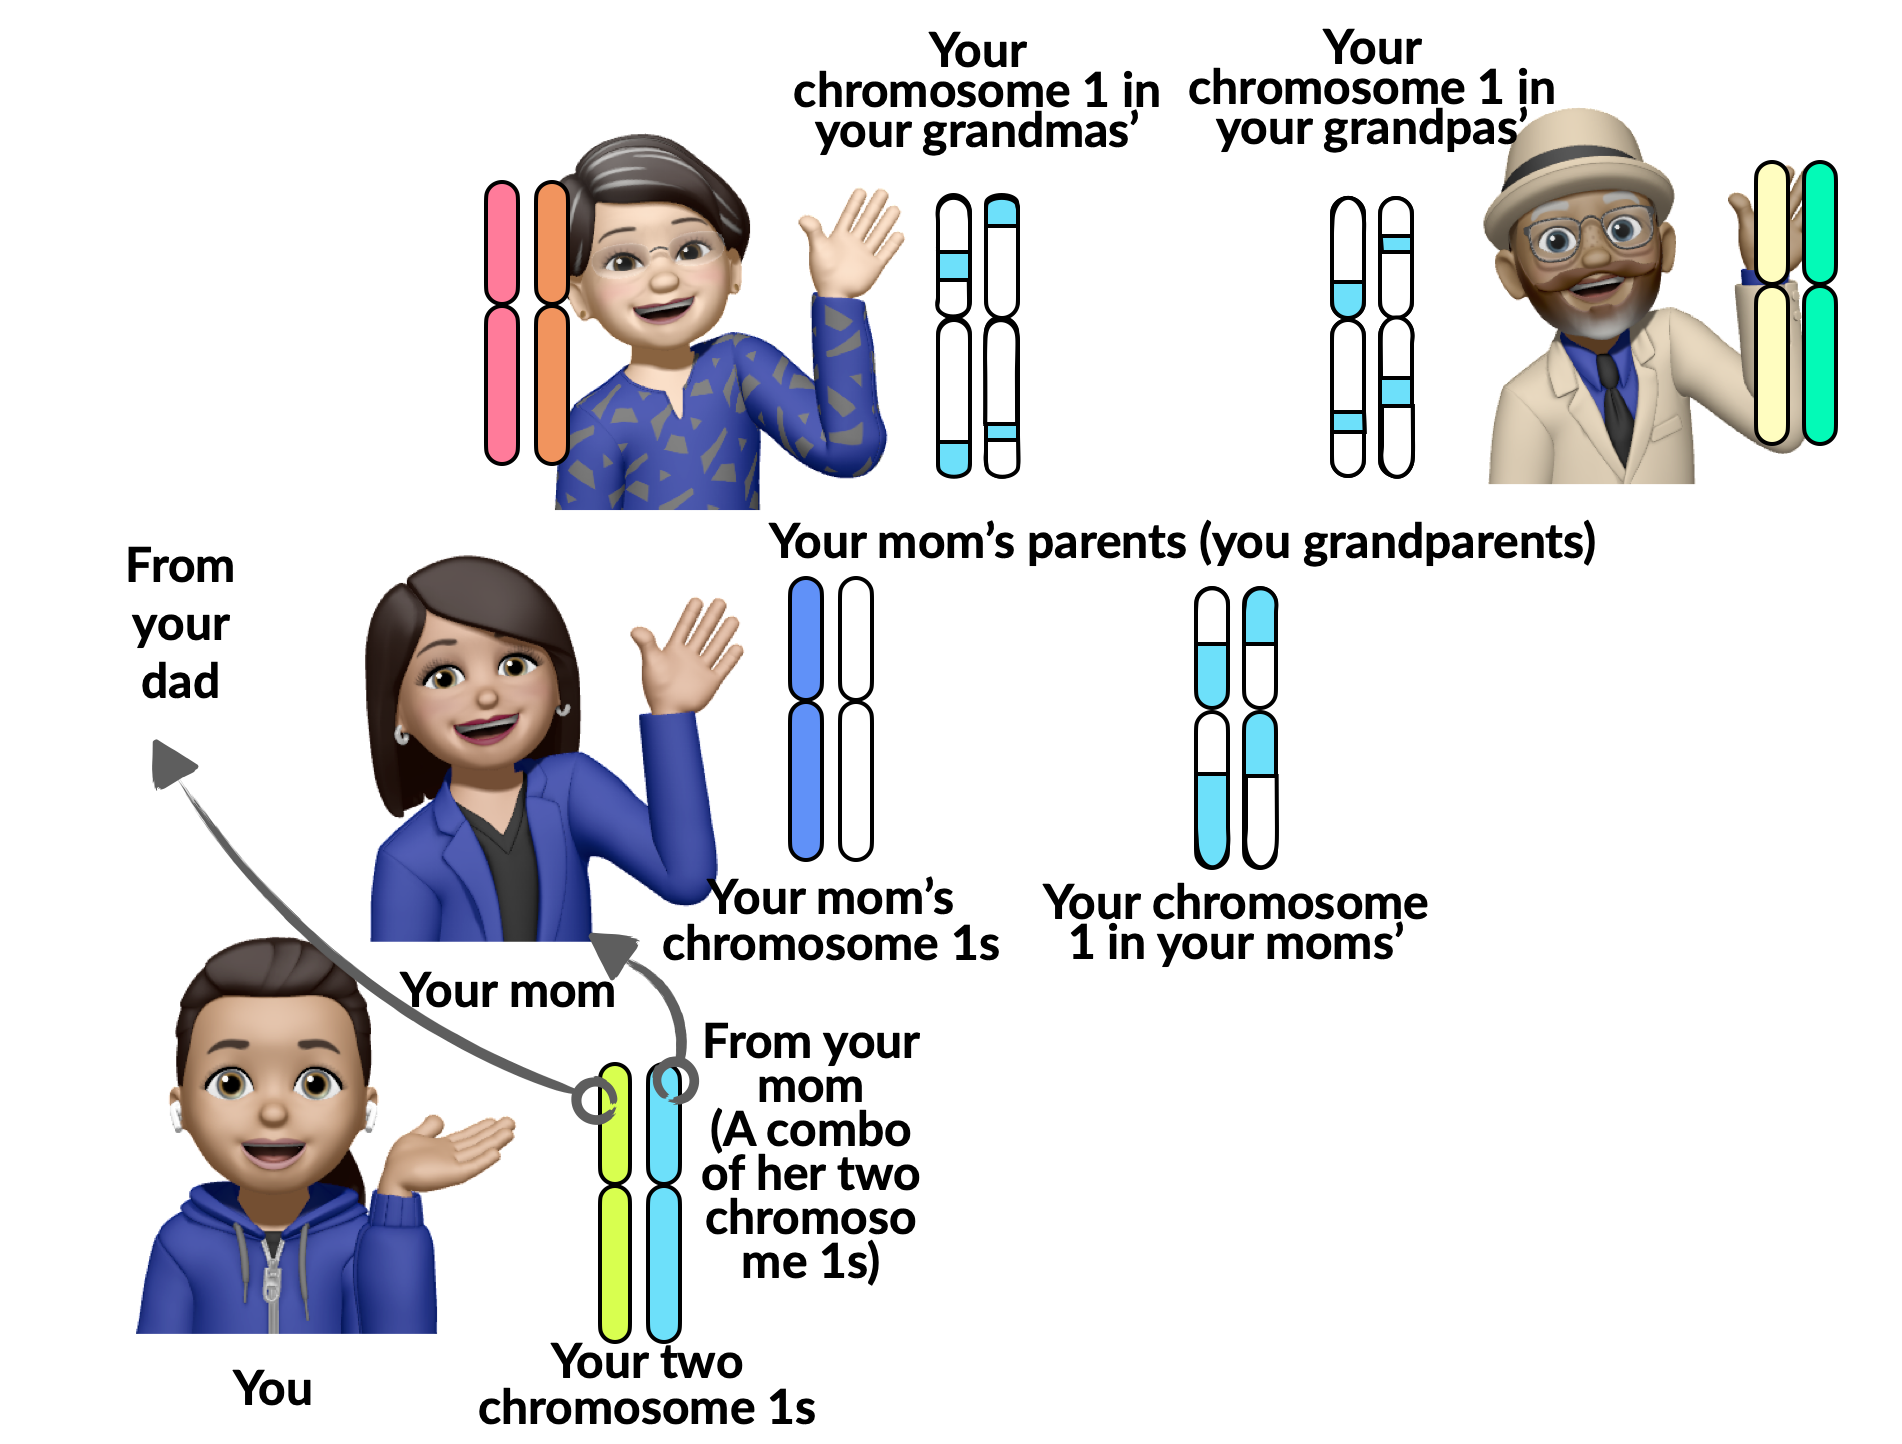 Your
chromosome 1 in
your grandmas’
Your
chromosome 1 in
your grandpas’
Your mom’s parents (you grandparents)
From
your
dad
Your mom’s
chromosome 1s
Your chromosome
1 in your moms’
Your mom
From your
mom
(A combo
of her two
chromoso
me 1s)
You
Your two
chromosome 1s